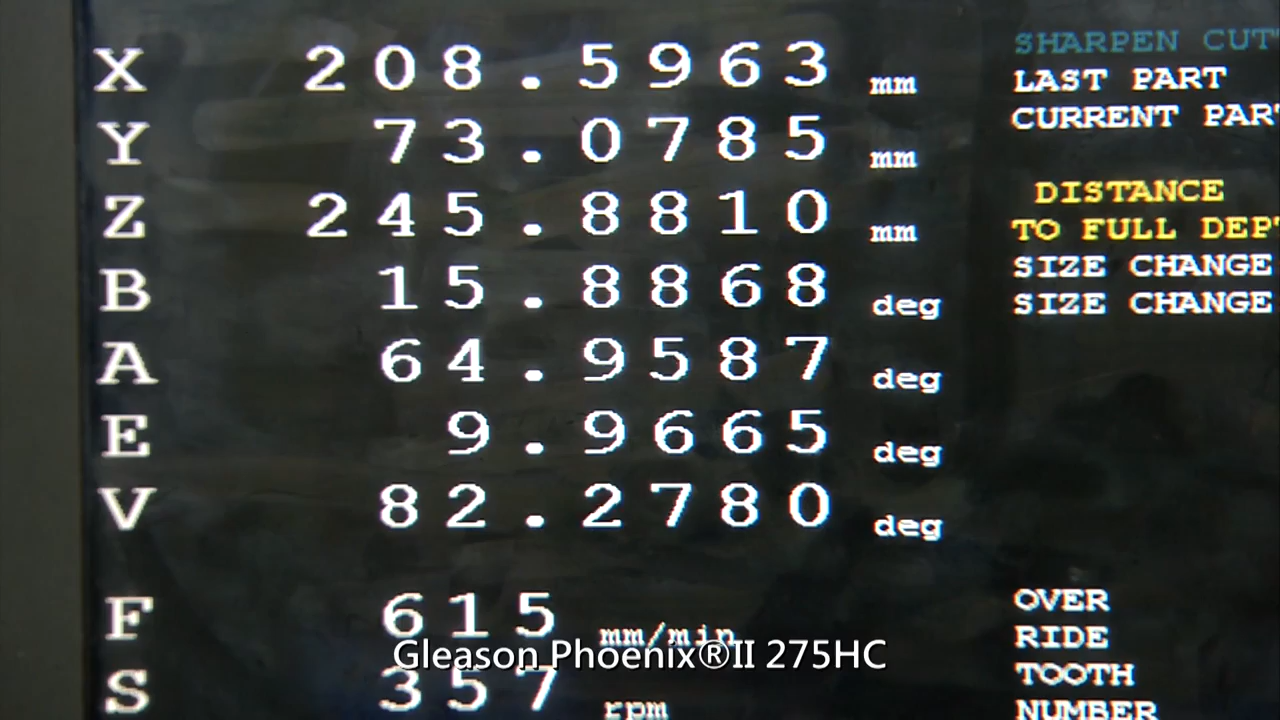 X 208.5963 mm
Y 73.0785 mm
Z 245.8810 mm
B 15.8868 deg
A 64.9587 deg
E 9.9665 deg
V 82.2780 deg
F 615 mm/min
S 357 rpm
SHARPEN CUT
LAST PART
CURRENT PAR
DISTANCE
TO FULL DEP
SIZE CHANGE
SIZE CHANGE
OVER
RIDE
TOOTH
NUMBER
Gleason Phoenix®II 275HC